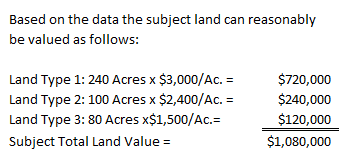 Based on the data the subject land can reasonably
be valued as follows:
Land Type 1: 240 Acres x $3,000/Ac. = $720,000
Land Type 2: 100 Acres x $2,400/Ac. = $240,000
Land Type 3: 80 Acres x$1,500/Ac.= $120,000
Subject Total Land Value = $1,080,000